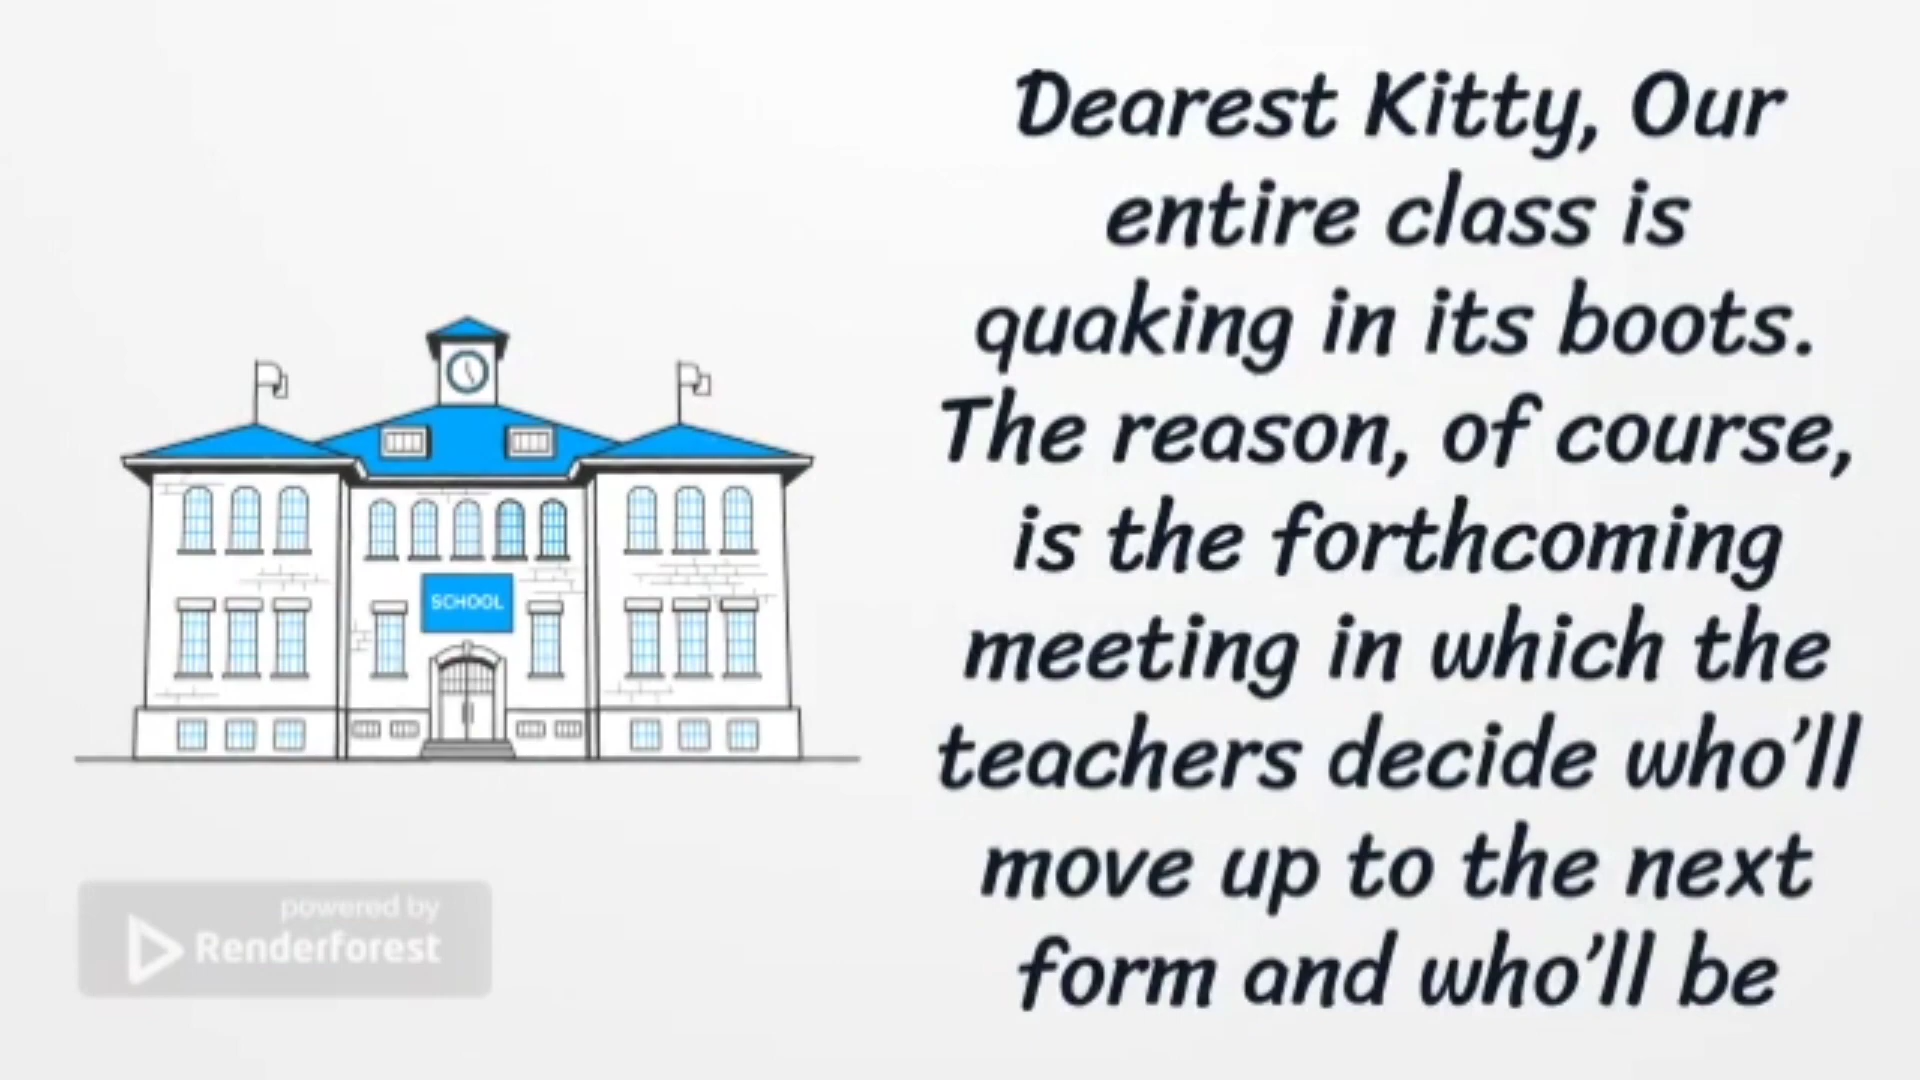 Dearest Kitty, Our
entire class is
quaking in its boots.
The reason, of course,
is the forthcoming
meeting in which the
teachers decide who'll
move up to the next
form and who'll be
SCHOOL
powered by
Renderforest